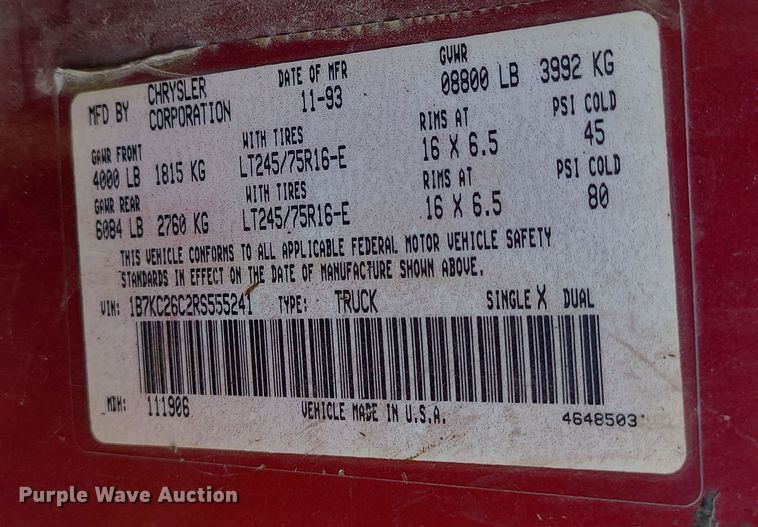 MFD BY CHRYSLER CORPORATION DATE OF MFR 11-93 GVWR 08800 LB 3992 KG
GAWR FRONT WITH TIRES RIMS AT PSI COLD
4000 LB 1815 KG LT245/75R16-E 16 X 6.5 45
GAWR REAR WITH TIRES RIMS AT PSI COLD
6084 LB 2760 KG LT245/75R16-E 16 X 6.5 80
THIS VEHICLE CONFORMS TO ALL APPLICABLE FEDERAL MOTOR VEHICLE SAFETY
STANDARDS IN EFFECT ON THE DATE OF MANUFACTURE SHOWN ABOVE.
VIN: 1B7KC26C2RS555241 TYPE: TRUCK SINGLE X DUAL
MDH: 111906 VEHICLE MADE IN U.S.A. 4648503
Purple Wave Auction